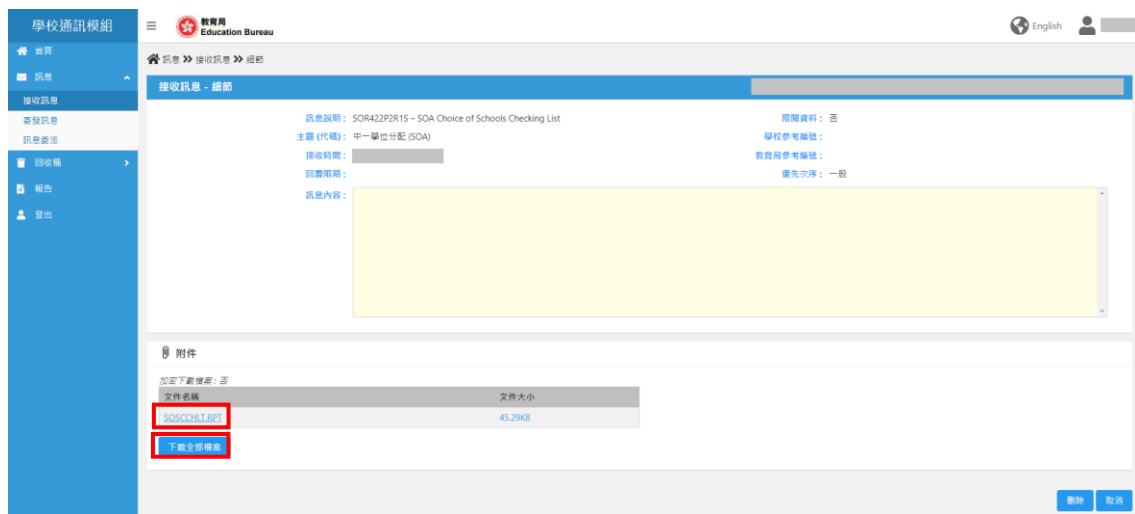 學校通訊模組
教育局
Education Bureau
English
首頁
訊息
接收訊息
寄發訊息
訊息委派
回收桶
報告
登出
訊息 接收訊息 細節
接收訊息 - 細節
訊息說明： SOR422P2R1S – SOA Choice of Schools Checking List
限閱資料： 否
主題 (代碼)： 中一學位分配 (SOA)
學校參考編號：
接收時間：
教育局參考編號：
回覆限期：
優先次序： 一般
訊息內容：
附件
加密下載檔案: 否
文件名稱 文件大小
SOSCCHLT.RPT 45.29KB
下載全部檔案
刪除 取消